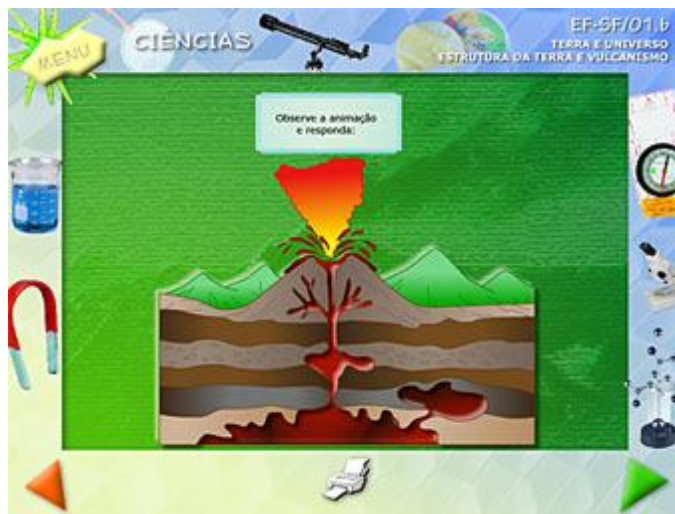 MENU
CIÊNCIAS
EF-SF/01.b
TERRA E UNIVERSO
ESTRUTURA DA TERRA E VULCANISMO
Observe a animação
e responda: